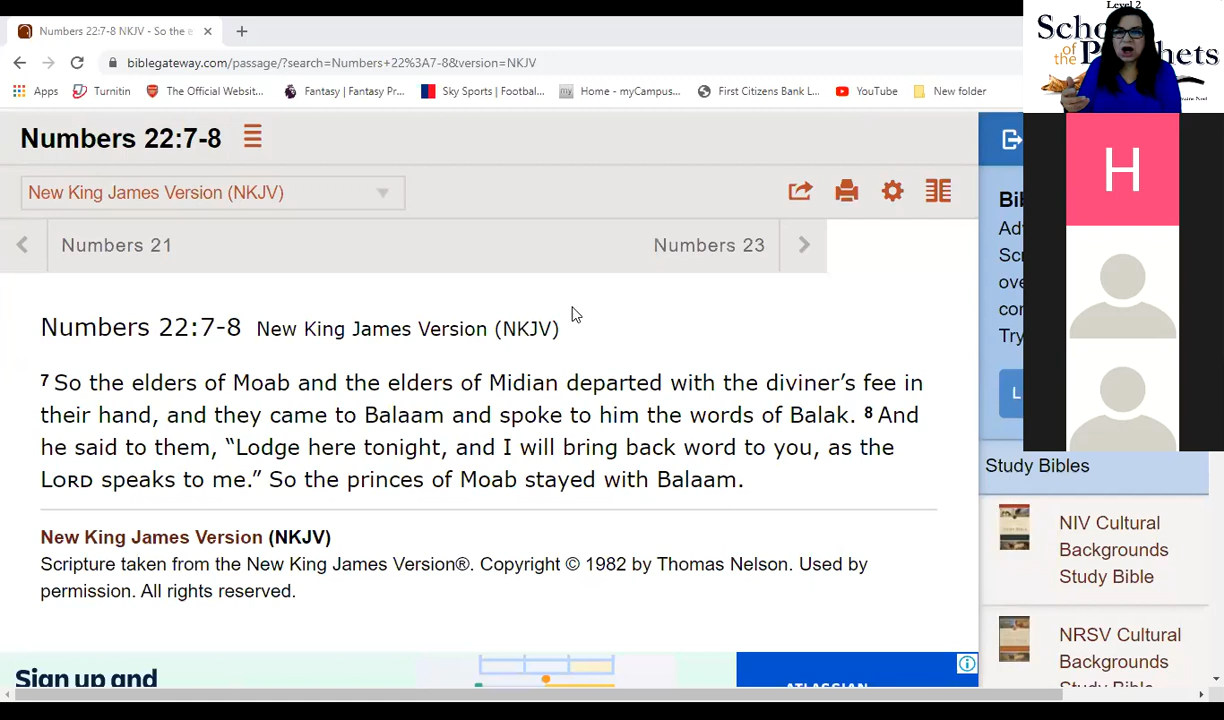 Numbers 22:7-8 NKJV - So the e
biblegateway.com/passage/?search=Numbers+22%3A7-8&version=NKJV
Apps Turnitin The Official Websit... Fantasy | Fantasy Pr... Sky Sports | Footbal... my Home - myCampus... First Citizens Bank L... YouTube New folder
Level 2
of the
H
Numbers 22:7-8
New King James Version (NKJV)
Numbers 21 Numbers 23
Numbers 22:7-8 New King James Version (NKJV)
7 So the elders of Moab and the elders of Midian departed with the diviner’s fee in
their hand, and they came to Balaam and spoke to him the words of Balak. 8 And
he said to them, “Lodge here tonight, and I will bring back word to you, as the
LORD speaks to me.” So the princes of Moab stayed with Balaam.
New King James Version (NKJV)
Scripture taken from the New King James Version®. Copyright © 1982 by Thomas Nelson. Used by
permission. All rights reserved.
Sign up and
ATLASSIAN
Study Bibles
NIV Cultural
Backgrounds
Study Bible
NRSV Cultural
Backgrounds
Study Bible